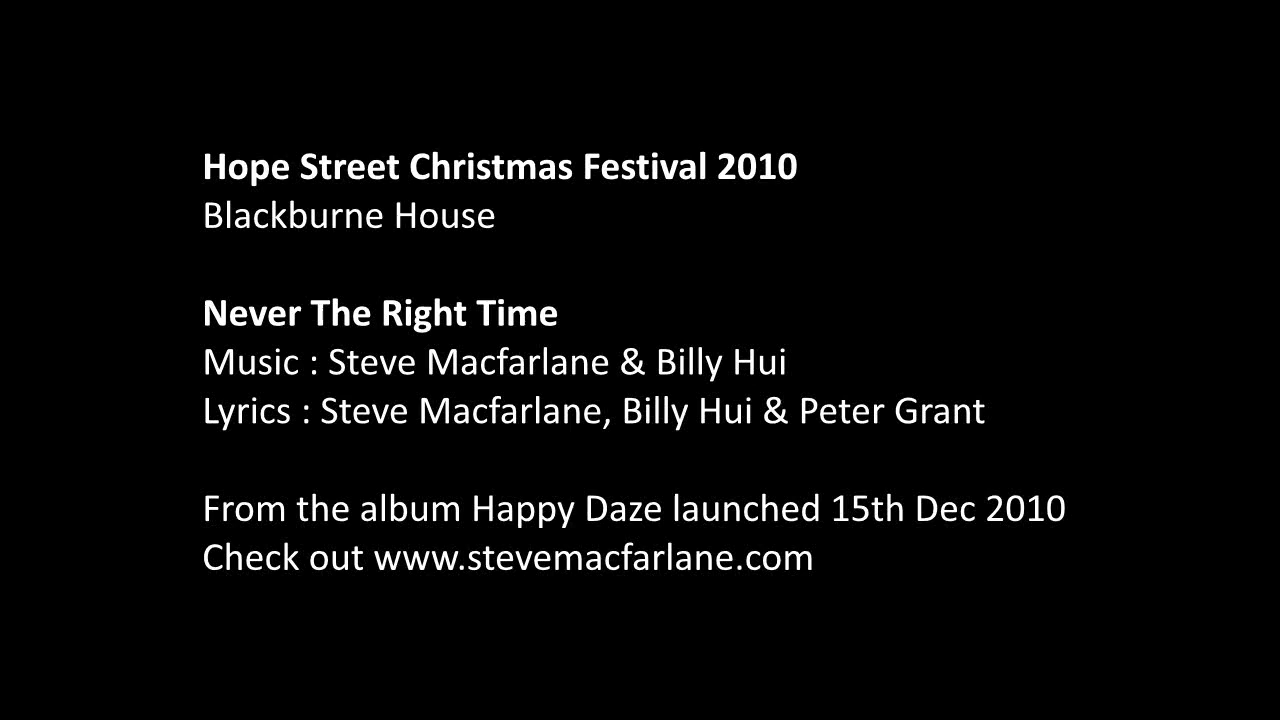 Hope Street Christmas Festival 2010
Blackburne House
Never The Right Time
Music : Steve Macfarlane & Billy Hui
Lyrics : Steve Macfarlane, Billy Hui & Peter Grant
From the album Happy Daze launched 15th Dec 2010
Check out www.stevemacfarlane.com